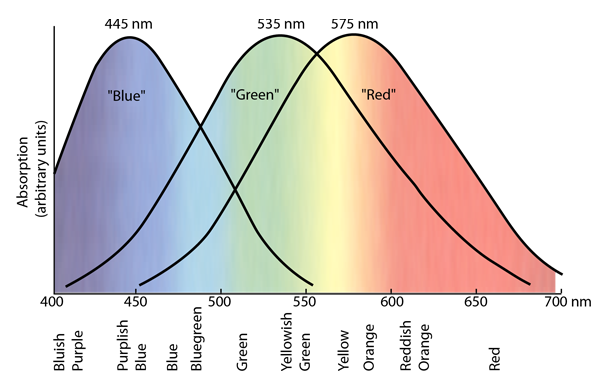 445 nm
535 nm
575 nm
"Blue"
"Green"
"Red"
Absorption
(arbitrary units)
400
450
500
550
600
650
700 nm
Bluish
Purple
Purplish
Blue
Blue
Bluegreen
Green
Yellowish
Green
Yellow
Orange
Reddish
Orange
Red